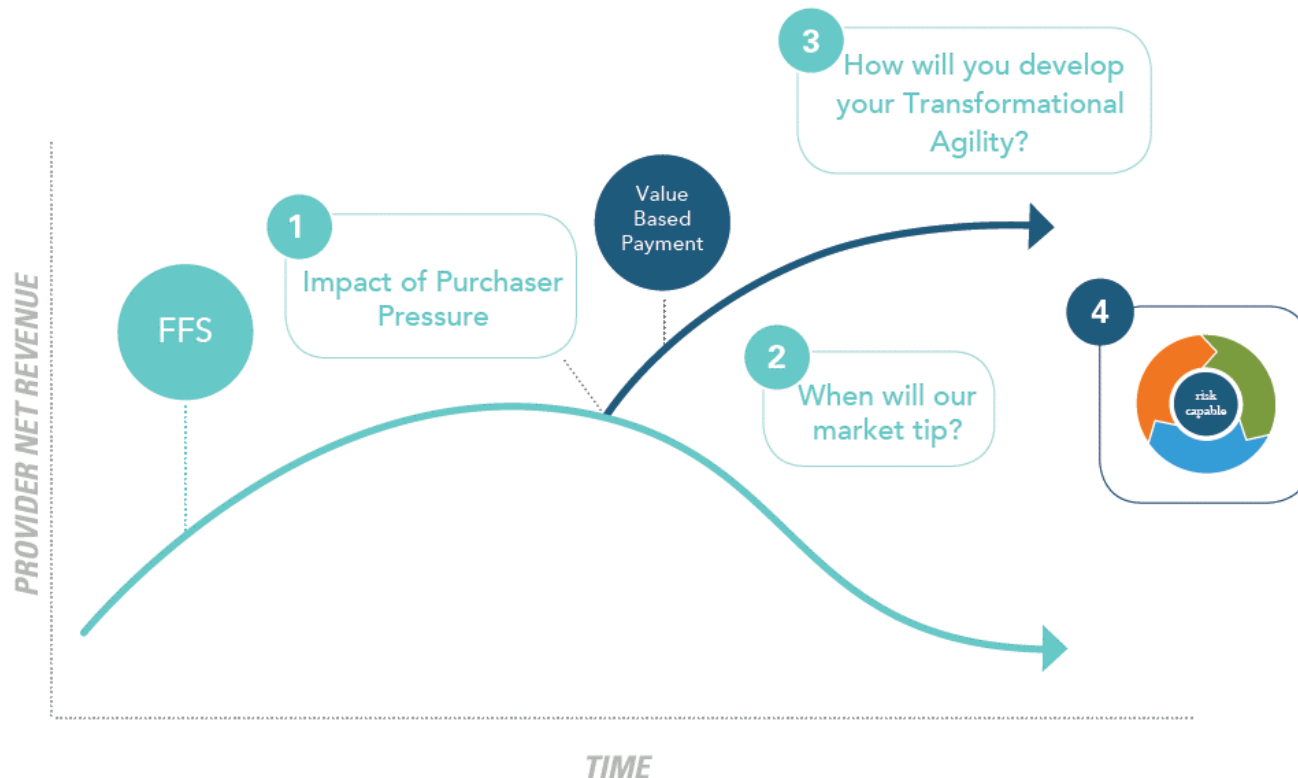 3
How will you develop
your Transformational
Agility?
1
Impact of Purchaser
Pressure
Value
Based
Payment
FFS
2
When will our
market tip?
4
risk
capable
PROVIDER NET REVENUE
TIME